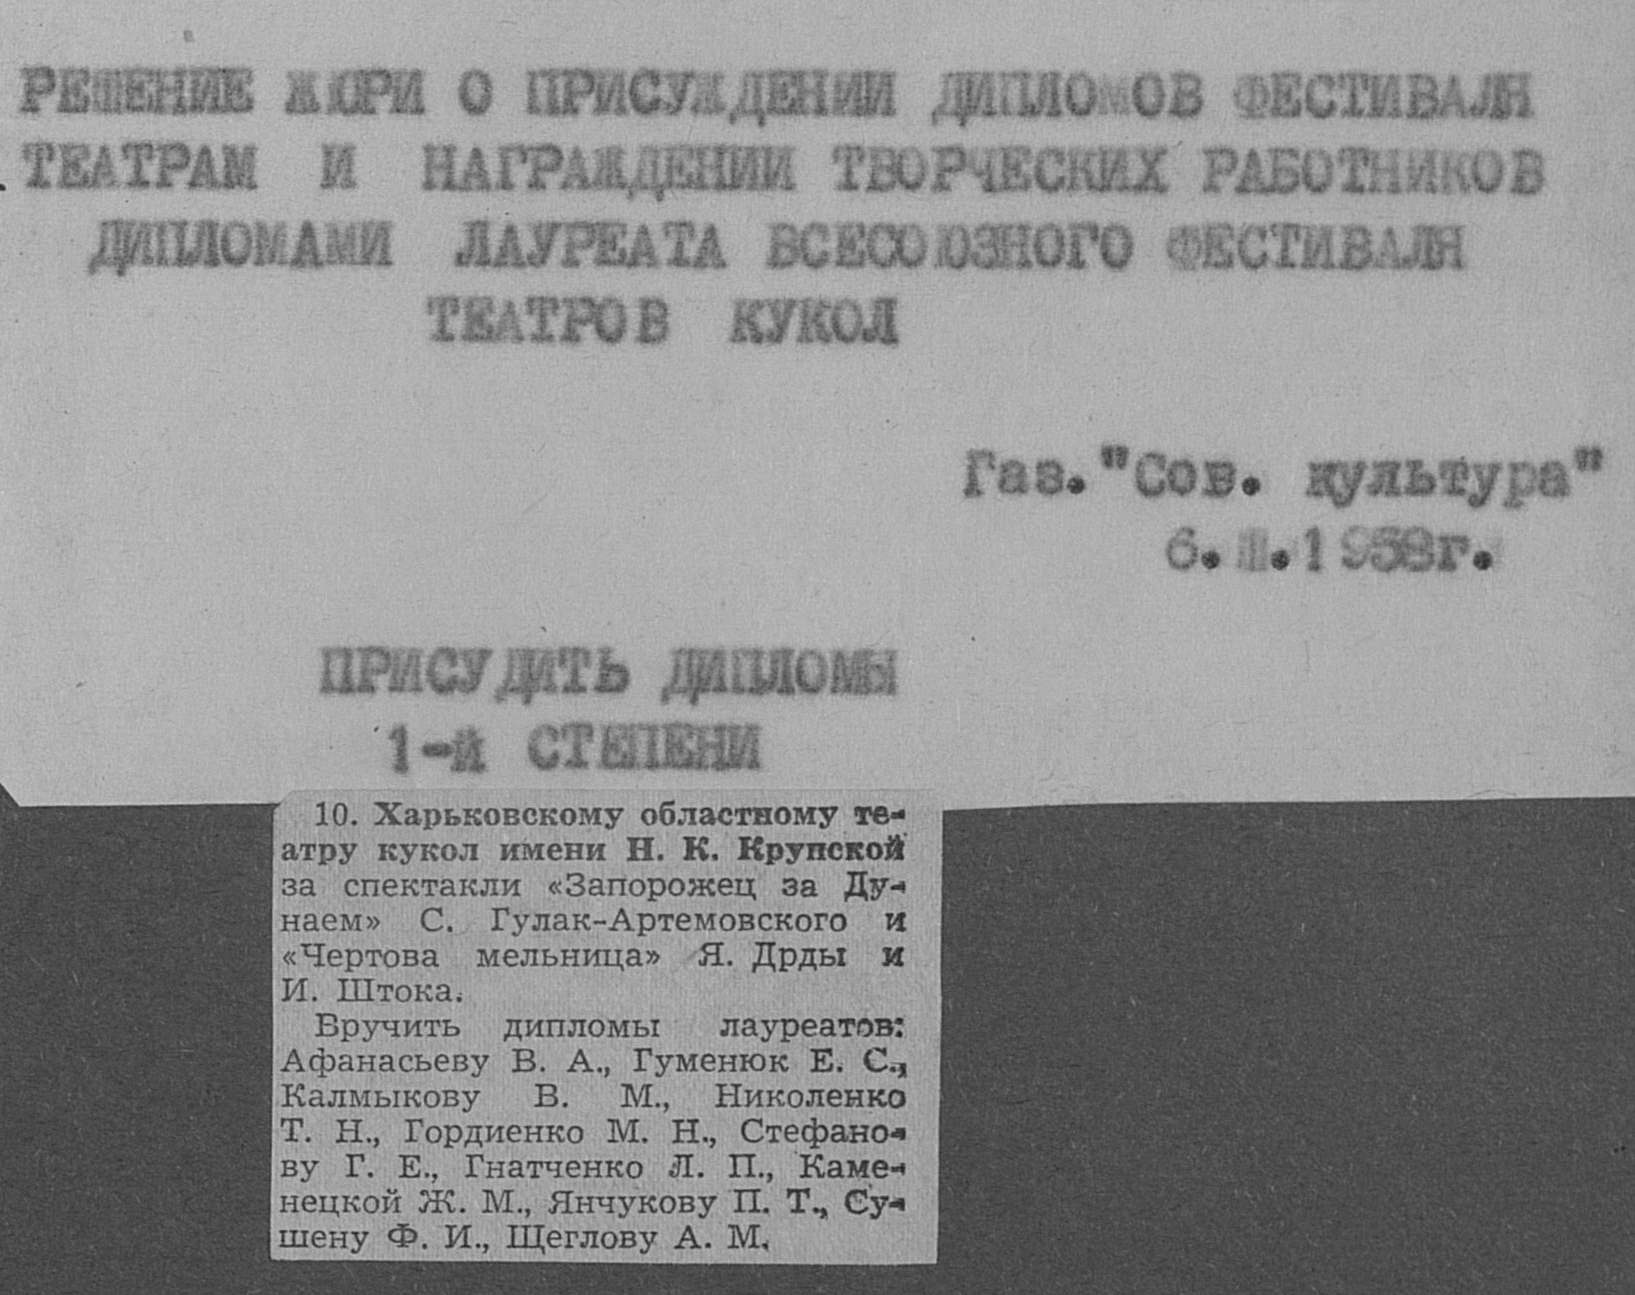 РЕШЕНИЕ ЖЮРИ О ПРИСУЖДЕНИИ ДИПЛОМОВ ФЕСТИВАЛЯ
ТЕАТРАМ И НАГРАЖДЕНИИ ТВОРЧЕСКИХ РАБОТНИКОВ
ДИПЛОМАМИ ЛАУРЕАТА ВСЕСОЮЗНОГО ФЕСТИВАЛЯ
ТЕАТРОВ КУКОЛ
Газ."Сов. культура"
6.II.1958г.
ПРИСУДИТЬ ДИПЛОМЫ
1-й СТЕПЕНИ
10. Харьковскому областному те-
атру кукол имени Н. К. Крупской
за спектакли «Запорожец за Ду-
наем» С. Гулак-Артемовского и
«Чертова мельница» Я. Дрды и
И. Штока.
Вручить дипломы лауреатов:
Афанасьеву В. А., Гуменюк Е. С.,
Калмыкову В. М., Николенко
Т. Н., Гордиенко М. Н., Стефано-
ву Г. Е., Гнатченко Л. П., Каме-
нецкой Ж. М., Янчукову П. Т., Су-
шену Ф. И., Щеглову А. М.